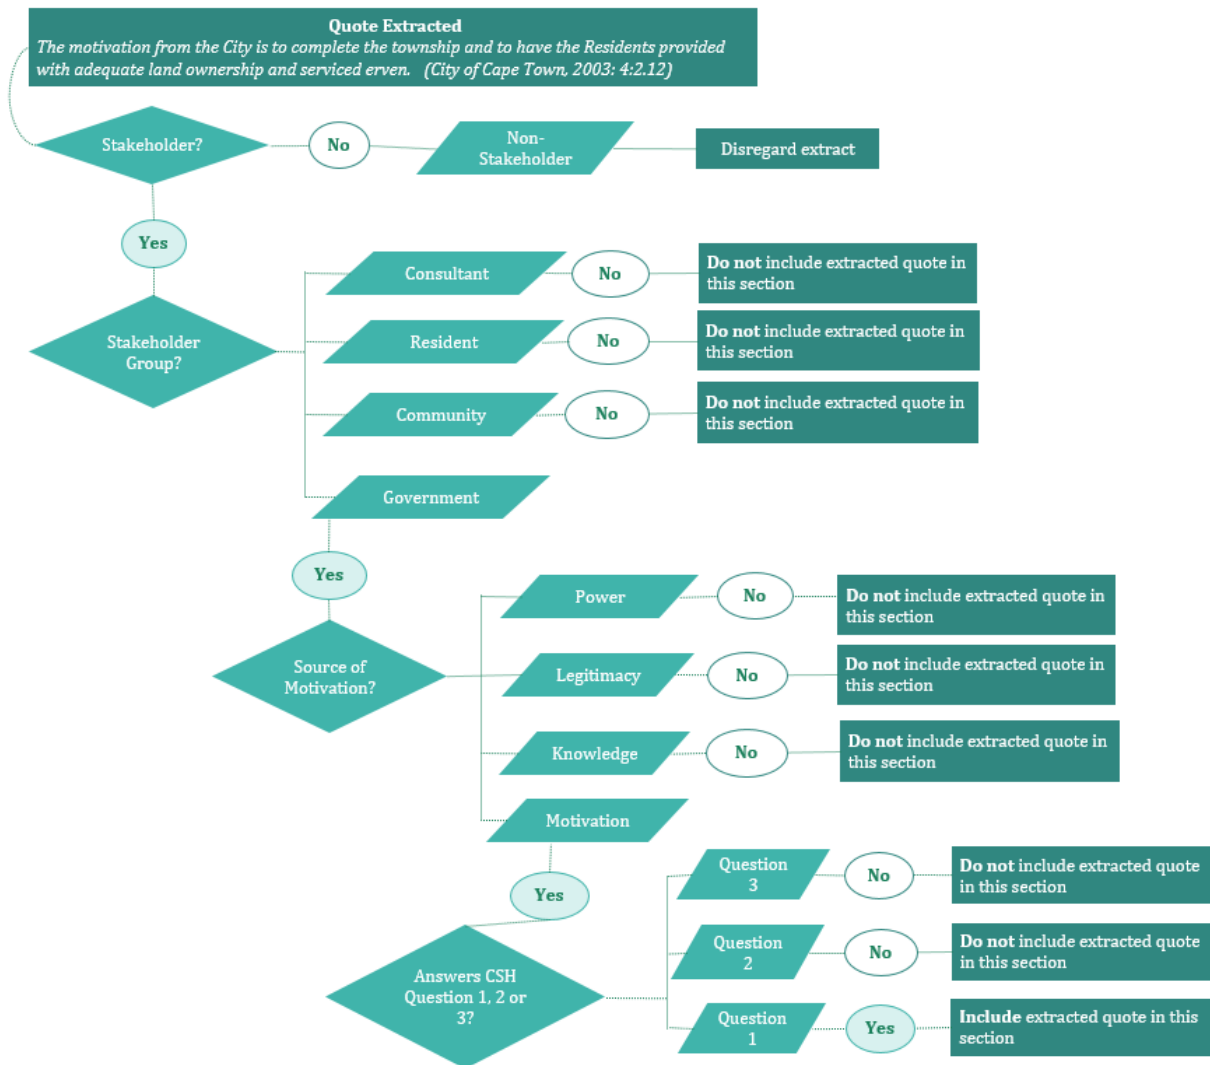 Quote Extracted
The motivation from the City is to complete the township and to have the Residents provided
with adequate land ownership and serviced erven. (City of Cape Town, 2003: 4:2.12)
Stakeholder?
No
Non-
Stakeholder
Disregard extract
Yes
Stakeholder
Group?
Consultant
No
Do not include extracted quote in
this section
Resident
No
Do not include extracted quote in
this section
Community
No
Do not include extracted quote in
this section
Government
Yes
Source of
Motivation?
Power
No
Do not include extracted quote in
this section
Legitimacy
No
Do not include extracted quote in
this section
Knowledge
No
Do not include extracted quote in
this section
Motivation
Yes
Answers CSH
Question 1, 2 or
3?
Question
3
No
Do not include extracted quote
in this section
Question
2
No
Do not include extracted quote
in this section
Question
1
Yes
Include extracted quote in this
section